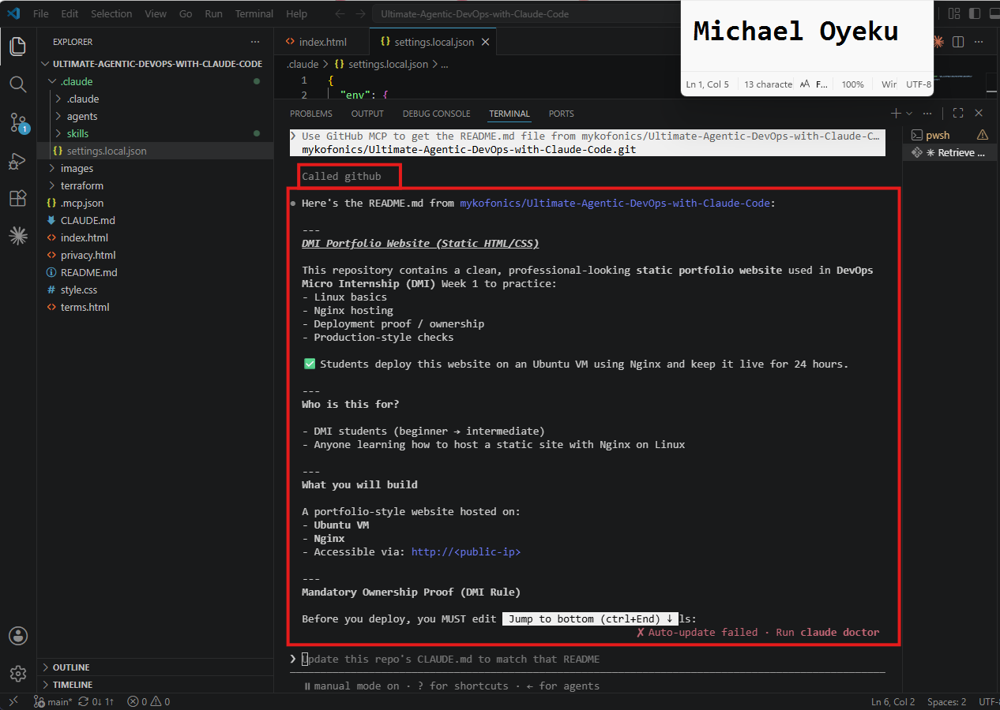 File Edit Selection View Go Run Terminal Help
Ultimate-Agentic-DevOps-with-Claude-Code
Michael Oyeku
Ln 1, Col 5 13 characte AA F... 100% Wir UTF-8
EXPLORER
ULTIMATE-AGENTIC-DEVOPS-WITH-CLAUDE-CODE
.claude
.claude
agents
skills
{} settings.local.json
images
terraform
{} .mcp.json
CLAUDE.md
<> index.html
<> privacy.html
README.md
# style.css
<> terms.html
OUTLINE
TIMELINE
1
<> index.html
{} settings.local.json
.claude > {} settings.local.json > ...
1 {
2 "env": {
PROBLEMS OUTPUT DEBUG CONSOLE TERMINAL PORTS
pwsh
✳ Retrieve ...
❯ Use GitHub MCP to get the README.md file from mykofonics/Ultimate-Agentic-DevOps-with-Claude-C…
mykofonics/Ultimate-Agentic-DevOps-with-Claude-Code.git
Called github
● Here's the README.md from mykofonics/Ultimate-Agentic-DevOps-with-Claude-Code:
---
DMI Portfolio Website (Static HTML/CSS)
This repository contains a clean, professional-looking static portfolio website used in DevOps
Micro Internship (DMI) Week 1 to practice:
- Linux basics
- Nginx hosting
- Deployment proof / ownership
- Production-style checks
✅ Students deploy this website on an Ubuntu VM using Nginx and keep it live for 24 hours.
---
Who is this for?
- DMI students (beginner → intermediate)
- Anyone learning how to host a static site with Nginx on Linux
---
What you will build
A portfolio-style website hosted on:
- Ubuntu VM
- Nginx
- Accessible via: http://<public-ip>
---
Mandatory Ownership Proof (DMI Rule)
Before you deploy, you MUST edit Jump to bottom (ctrl+End) ↓ ls:
✗ Auto-update failed · Run claude doctor
❯ Update this repo's CLAUDE.md to match that README
⏸ manual mode on · ? for shortcuts · ← for agents
main* 0↓ 1↑ 0 0
Ln 6, Col 2 Spaces: 2 UTF-8